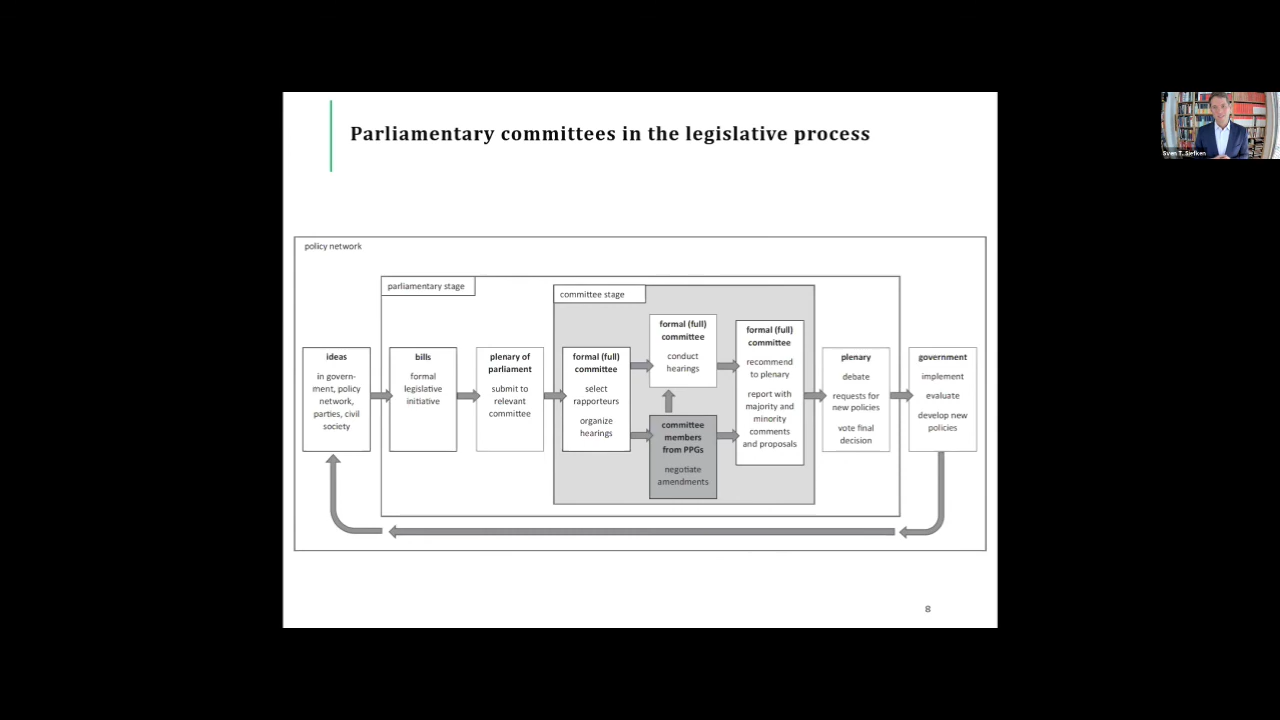 Parliamentary committees in the legislative process
Sven T. Siefken
policy network
parliamentary stage
committee stage
ideas
in govern-
ment, policy
network,
parties, civil
society
bills
formal
legislative
initiative
plenary of
parliament
submit to
relevant
committee
formal (full)
committee
select
rapporteurs
organize
hearings
formal (full)
committee
conduct
hearings
committee
members
from PPGs
negotiate
amendments
formal (full)
committee
recommend
to plenary
report with
majority and
minority
comments
and proposals
plenary
debate
requests for
new policies
vote final
decision
government
implement
evaluate
develop new
policies
8